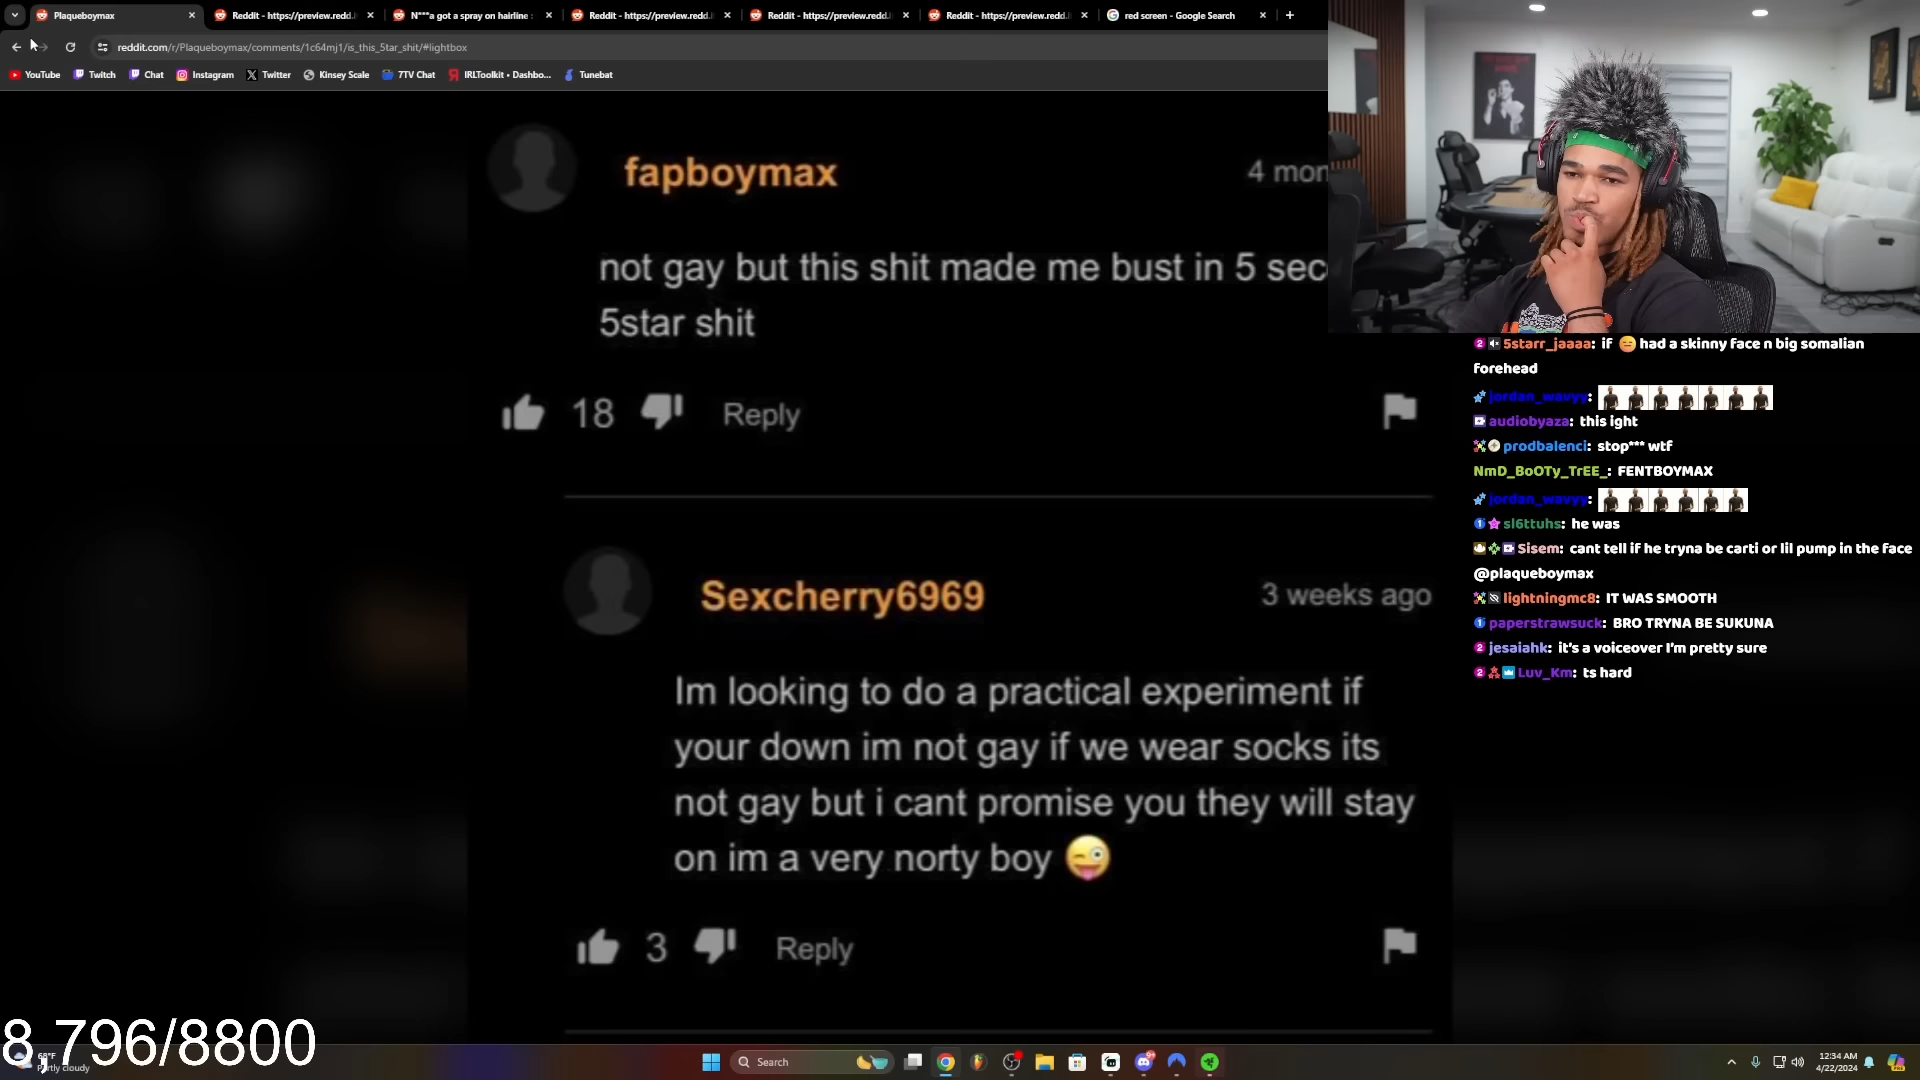 Plaqueboymax
Reddit - https://preview.redd.i
N***a got a spray on hairline :
Reddit - https://preview.redd.i
Reddit - https://preview.redd.i
Reddit - https://preview.redd.i
red screen - Google Search
reddit.com/r/Plaqueboymax/comments/1c64mj1/is_this_5tar_shit/#lightbox
YouTube Twitch Chat Instagram Twitter Kinsey Scale 7TV Chat IRLToolkit • Dashbo... Tunebat
fapboymax
4 mon
not gay but this shit made me bust in 5 sec
5star shit
18 Reply
Sexcherry6969
3 weeks ago
Im looking to do a practical experiment if
your down im not gay if we wear socks its
not gay but i cant promise you they will stay
on im a very norty boy 😜
3 Reply
5starr_jaaaa: if 😄 had a skinny face n big somalian
forehead
jordan_wavyy:
audiobyaza: this ight
prodbalenci: stop*** wtf
NmD_BoOTy_TrEE_: FENTBOYMAX
jordan_wavyy:
sl6ttuhs: he was
Sisem: cant tell if he tryna be carti or lil pump in the face
@plaqueboymax
lightningmc8: IT WAS SMOOTH
paperstrawsuck: BRO TRYNA BE SUKUNA
jesaiahk: it's a voiceover I'm pretty sure
Luv_Km: ts hard
8,796/8800
68°F
Partly cloudy
Search
12:34 AM
4/22/2024